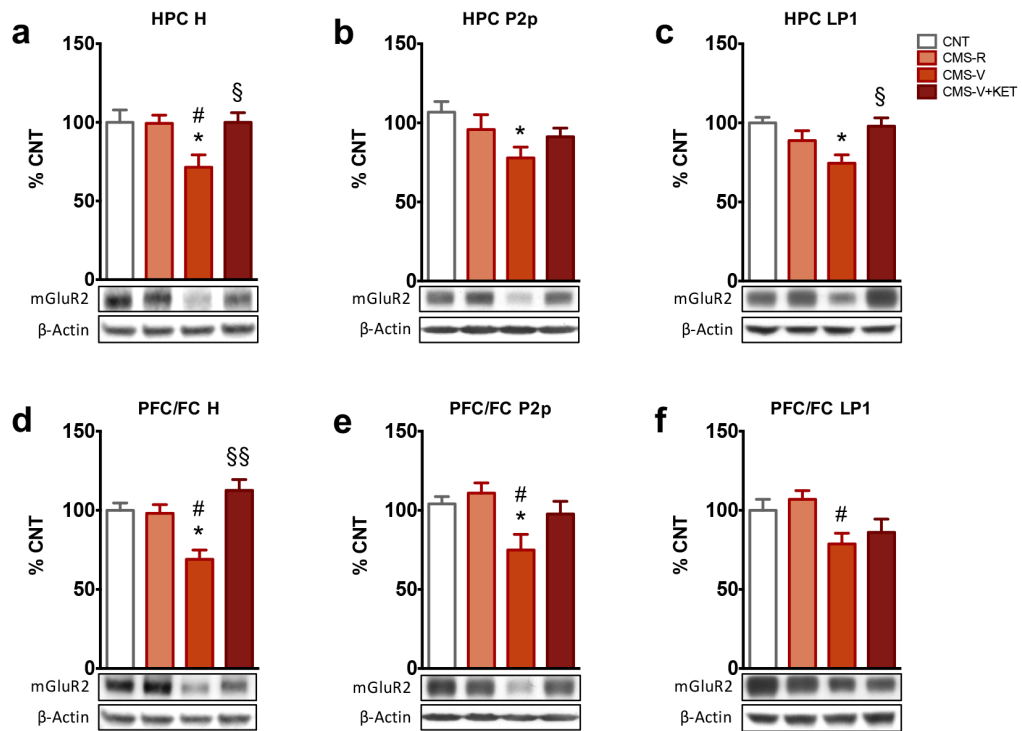 a
HPC H
150
100
50
0
% CNT
#
*
§
mGluR2
β-Actin
b
HPC P2p
150
100
50
0
% CNT
*
mGluR2
β-Actin
c
HPC LP1
150
100
50
0
% CNT
*
§
mGluR2
β-Actin
CNT
CMS-R
CMS-V
CMS-V+KET
d
PFC/FC H
150
100
50
0
% CNT
#
*
§§
mGluR2
β-Actin
e
PFC/FC P2p
150
100
50
0
% CNT
#
*
mGluR2
β-Actin
f
PFC/FC LP1
150
100
50
0
% CNT
#
mGluR2
β-Actin